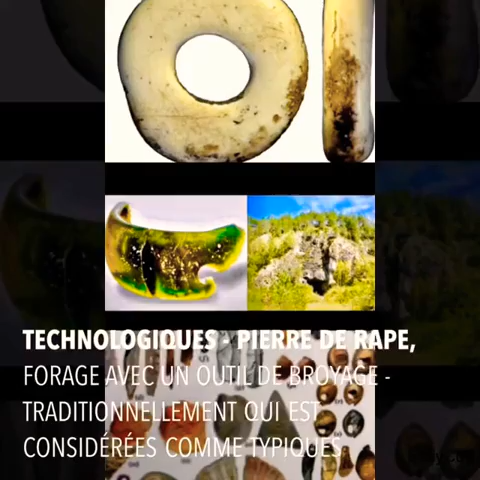 TECHNOLOGIQUES - PIERRE DE RAPE,
FORAGE AVEC UN OUTIL DE BROYAGE -
TRADITIONNELLEMENT QUI EST
CONSIDÉRÉES COMME TYPIQUES